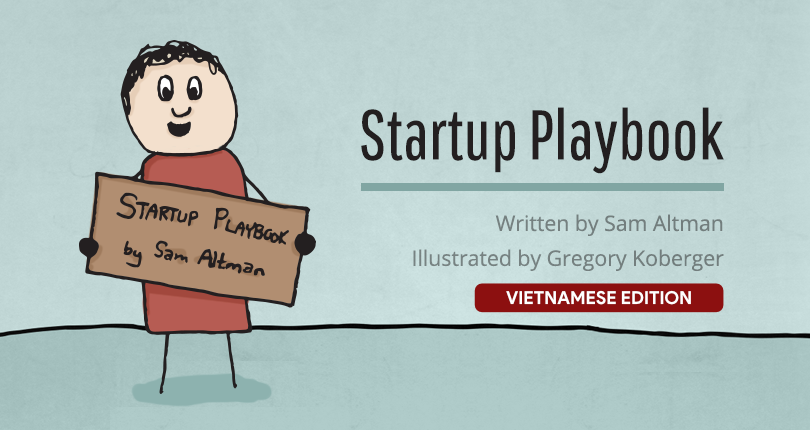 STARTUP PLAYBOOK
by Sam Altman
Startup Playbook
Written by Sam Altman
Illustrated by Gregory Koberger
VIETNAMESE EDITION